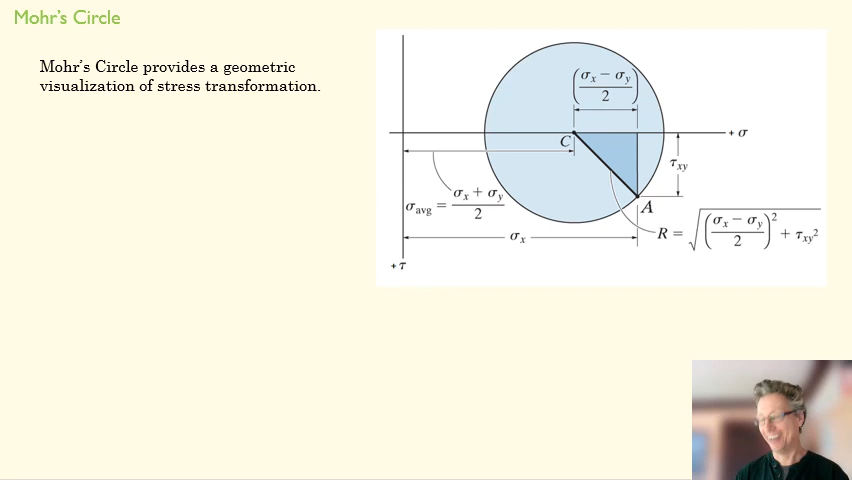 Mohr's Circle
Mohr's Circle provides a geometric
visualization of stress transformation.
(σx − σy / 2)
+ σ
C
τxy
σavg = σx + σy / 2
A
R = √((σx − σy / 2)² + τxy²)
σx
+ τ